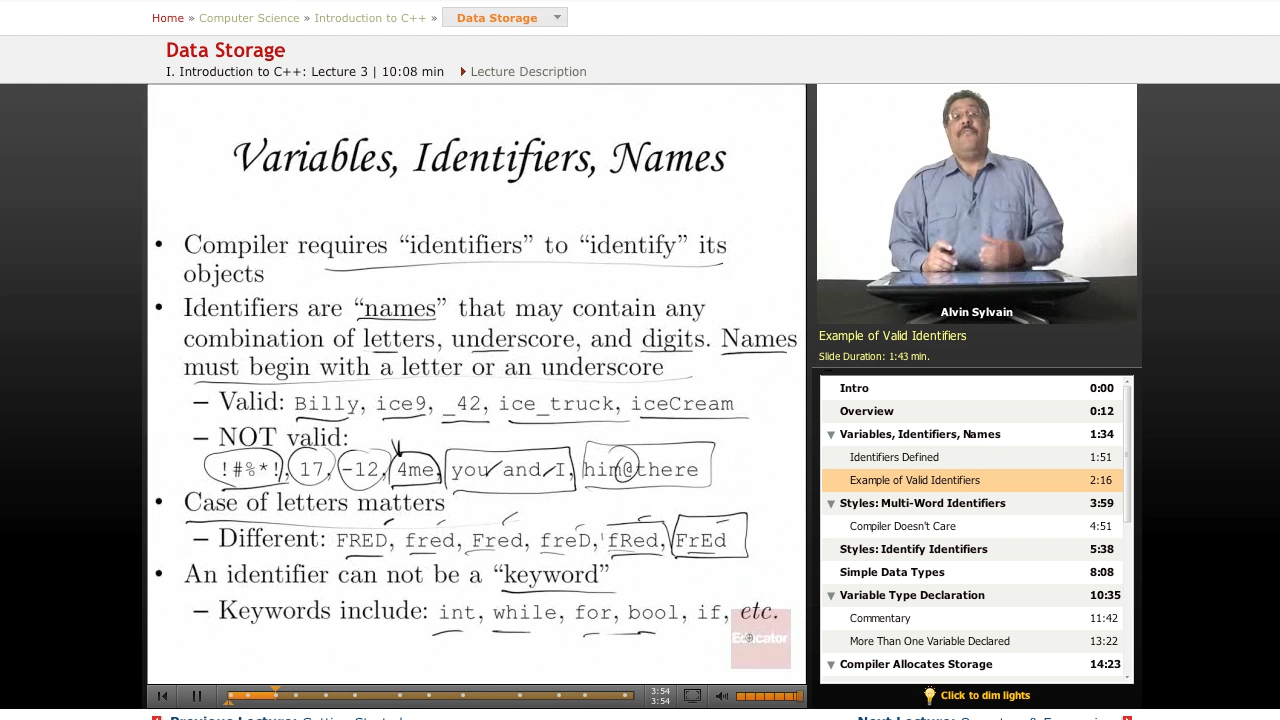 Home » Computer Science » Introduction to C++ » Data Storage
Data Storage
I. Introduction to C++: Lecture 3 | 10:08 min Lecture Description
Variables, Identifiers, Names
• Compiler requires “identifiers” to “identify” its
objects
• Identifiers are “names” that may contain any
combination of letters, underscore, and digits. Names
must begin with a letter or an underscore
– Valid: Billy, ice9, _42, ice_truck, iceCream
– NOT valid:
!#%*!, 17, -12, 4me, you and I, him@there
• Case of letters matters
– Different: FRED, fred, Fred, freD, fRed, FrEd
• An identifier can not be a “keyword”
– Keywords include: int, while, for, bool, if, etc.
Educator
3:54
3:54
Alvin Sylvain
Example of Valid Identifiers
Slide Duration: 1:43 min.
Intro 0:00
Overview 0:12
Variables, Identifiers, Names 1:34
Identifiers Defined 1:51
Example of Valid Identifiers 2:16
Styles: Multi-Word Identifiers 3:59
Compiler Doesn't Care 4:51
Styles: Identify Identifiers 5:38
Simple Data Types 8:08
Variable Type Declaration 10:35
Commentary 11:42
More Than One Variable Declared 13:22
Compiler Allocates Storage 14:23
Click to dim lights